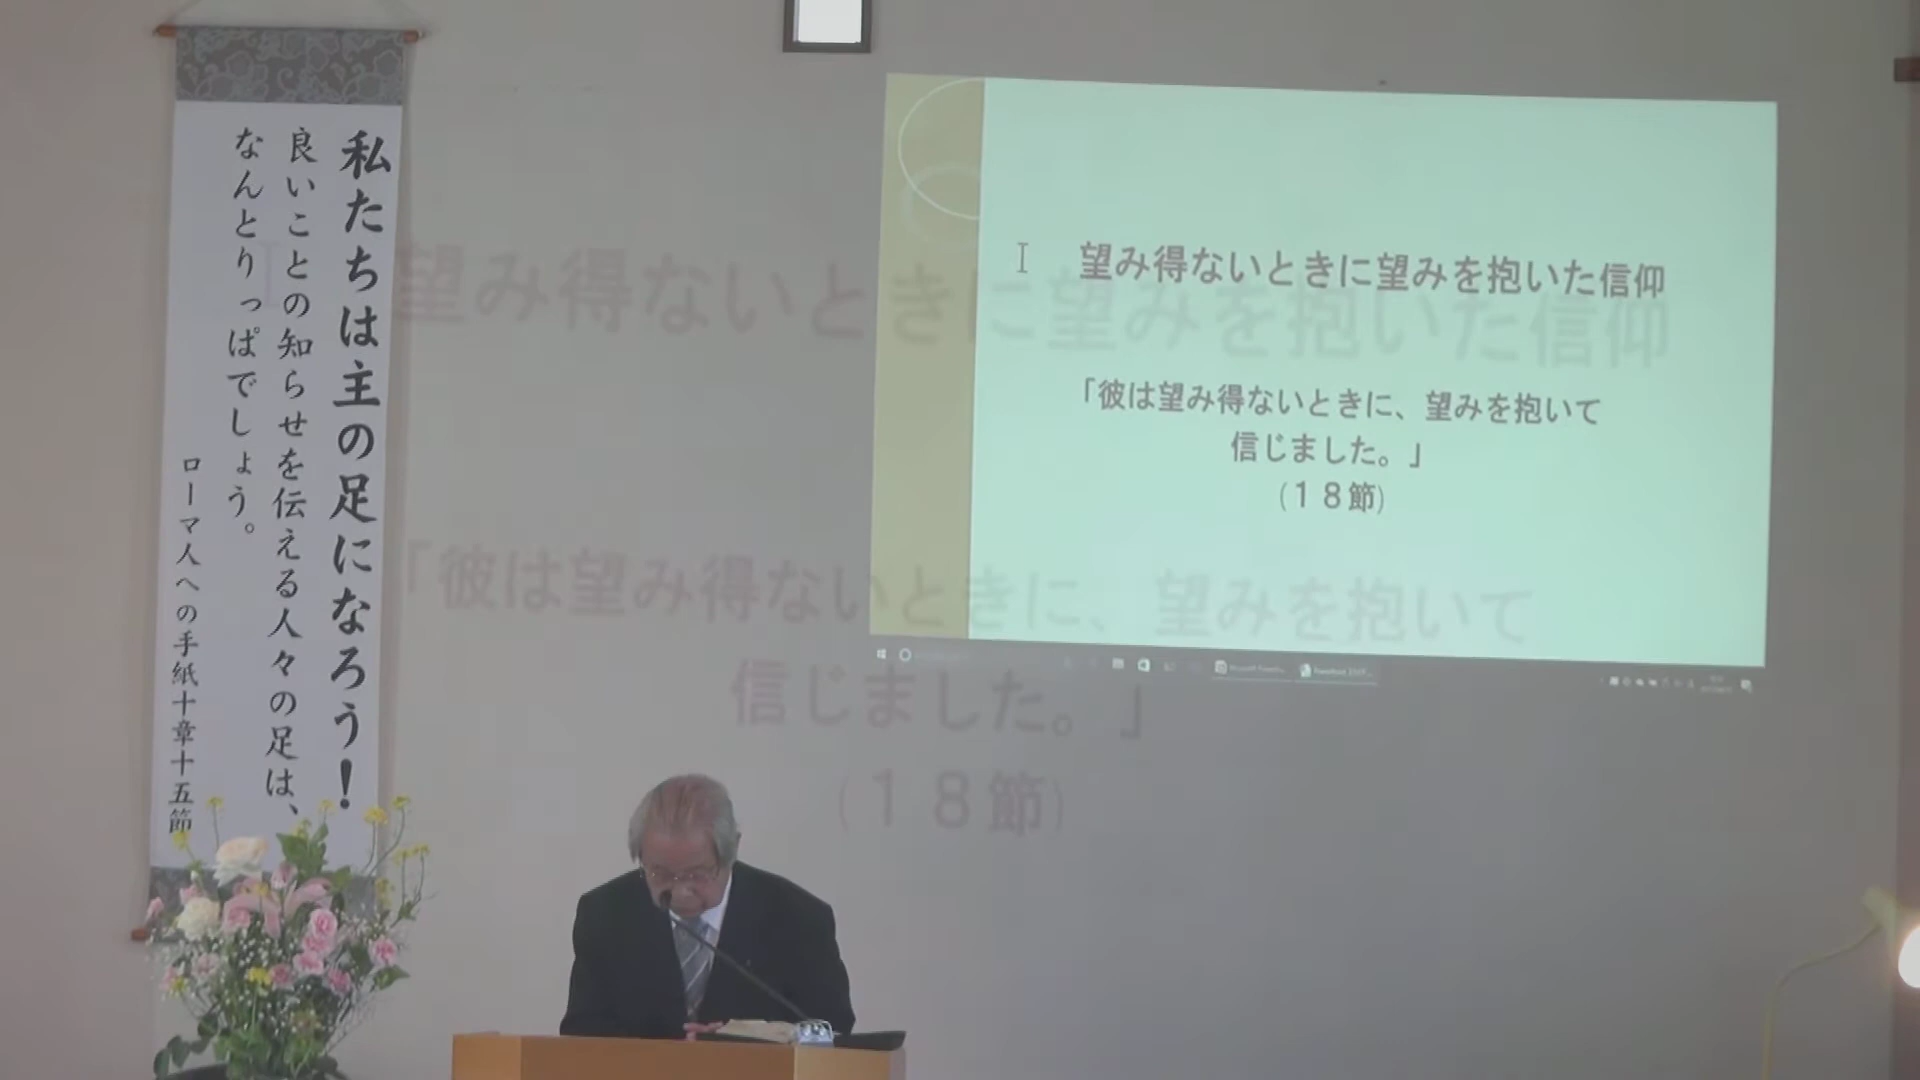 私たちは主の足になろう！
良いことの知らせを伝える人々の足は、
なんとりっぱでしょう。
ローマ人への手紙十章十五節
I　望み得ないときに望みを抱いた信仰
「彼は望み得ないときに、望みを抱いて
信じました。」
(１８節)
I　望み得ないときに望みを抱いた信仰
「彼は望み得ないときに、望みを抱いて
信じました。」
(１８節)